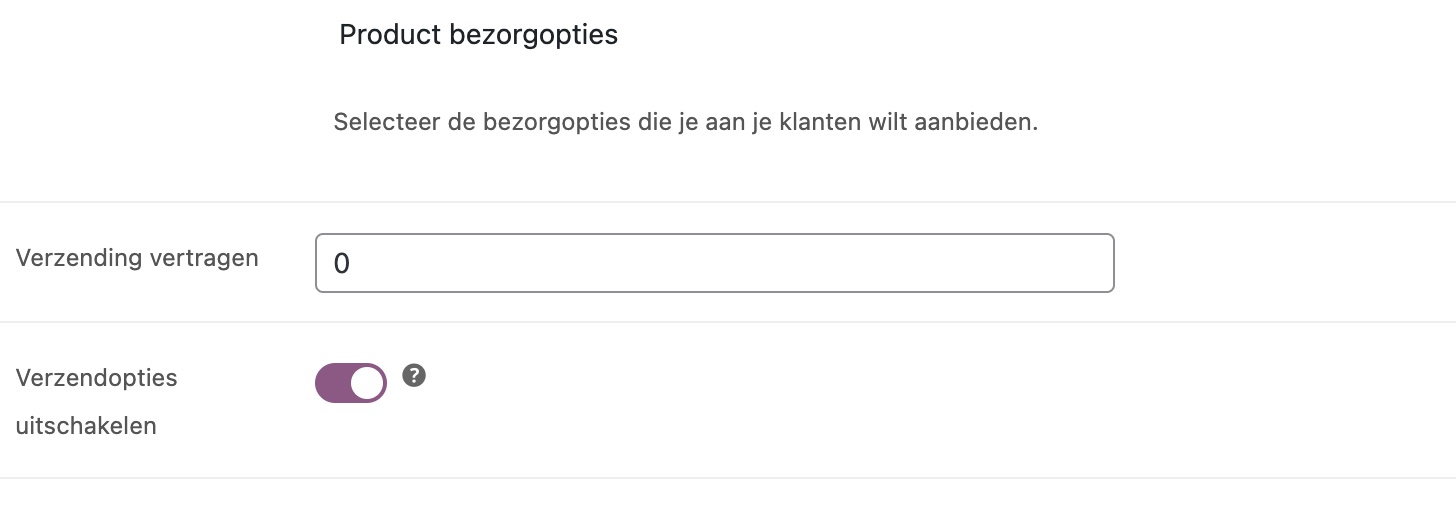 Product bezorgopties
Selecteer de bezorgopties die je aan je klanten wilt aanbieden.
Verzending vertragen
0
Verzendopties
?
uitschakelen